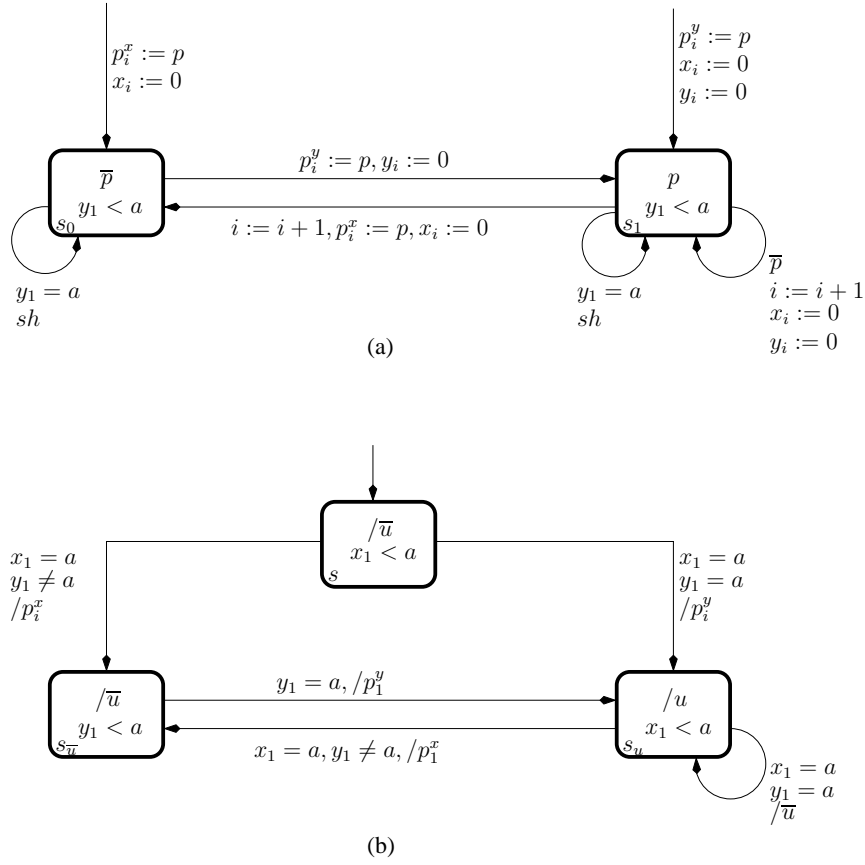 p_i^x := p
x_i := 0
p_i^y := p
x_i := 0
y_i := 0
p̅
y_1 < a
s_0
p_i^y := p, y_i := 0
i := i + 1, p_i^x := p, x_i := 0
p
y_1 < a
s_1
y_1 = a
sh
y_1 = a
sh
p̅
i := i + 1
x_i := 0
y_i := 0
(a)
/u̅
x_1 < a
s
x_1 = a
y_1 ≠ a
/p_i^x
x_1 = a
y_1 = a
/p_i^y
/u̅
y_1 < a
s_u̅
y_1 = a, /p_1^y
x_1 = a, y_1 ≠ a, /p_1^x
/u
x_1 < a
s_u
x_1 = a
y_1 = a
/u̅
(b)